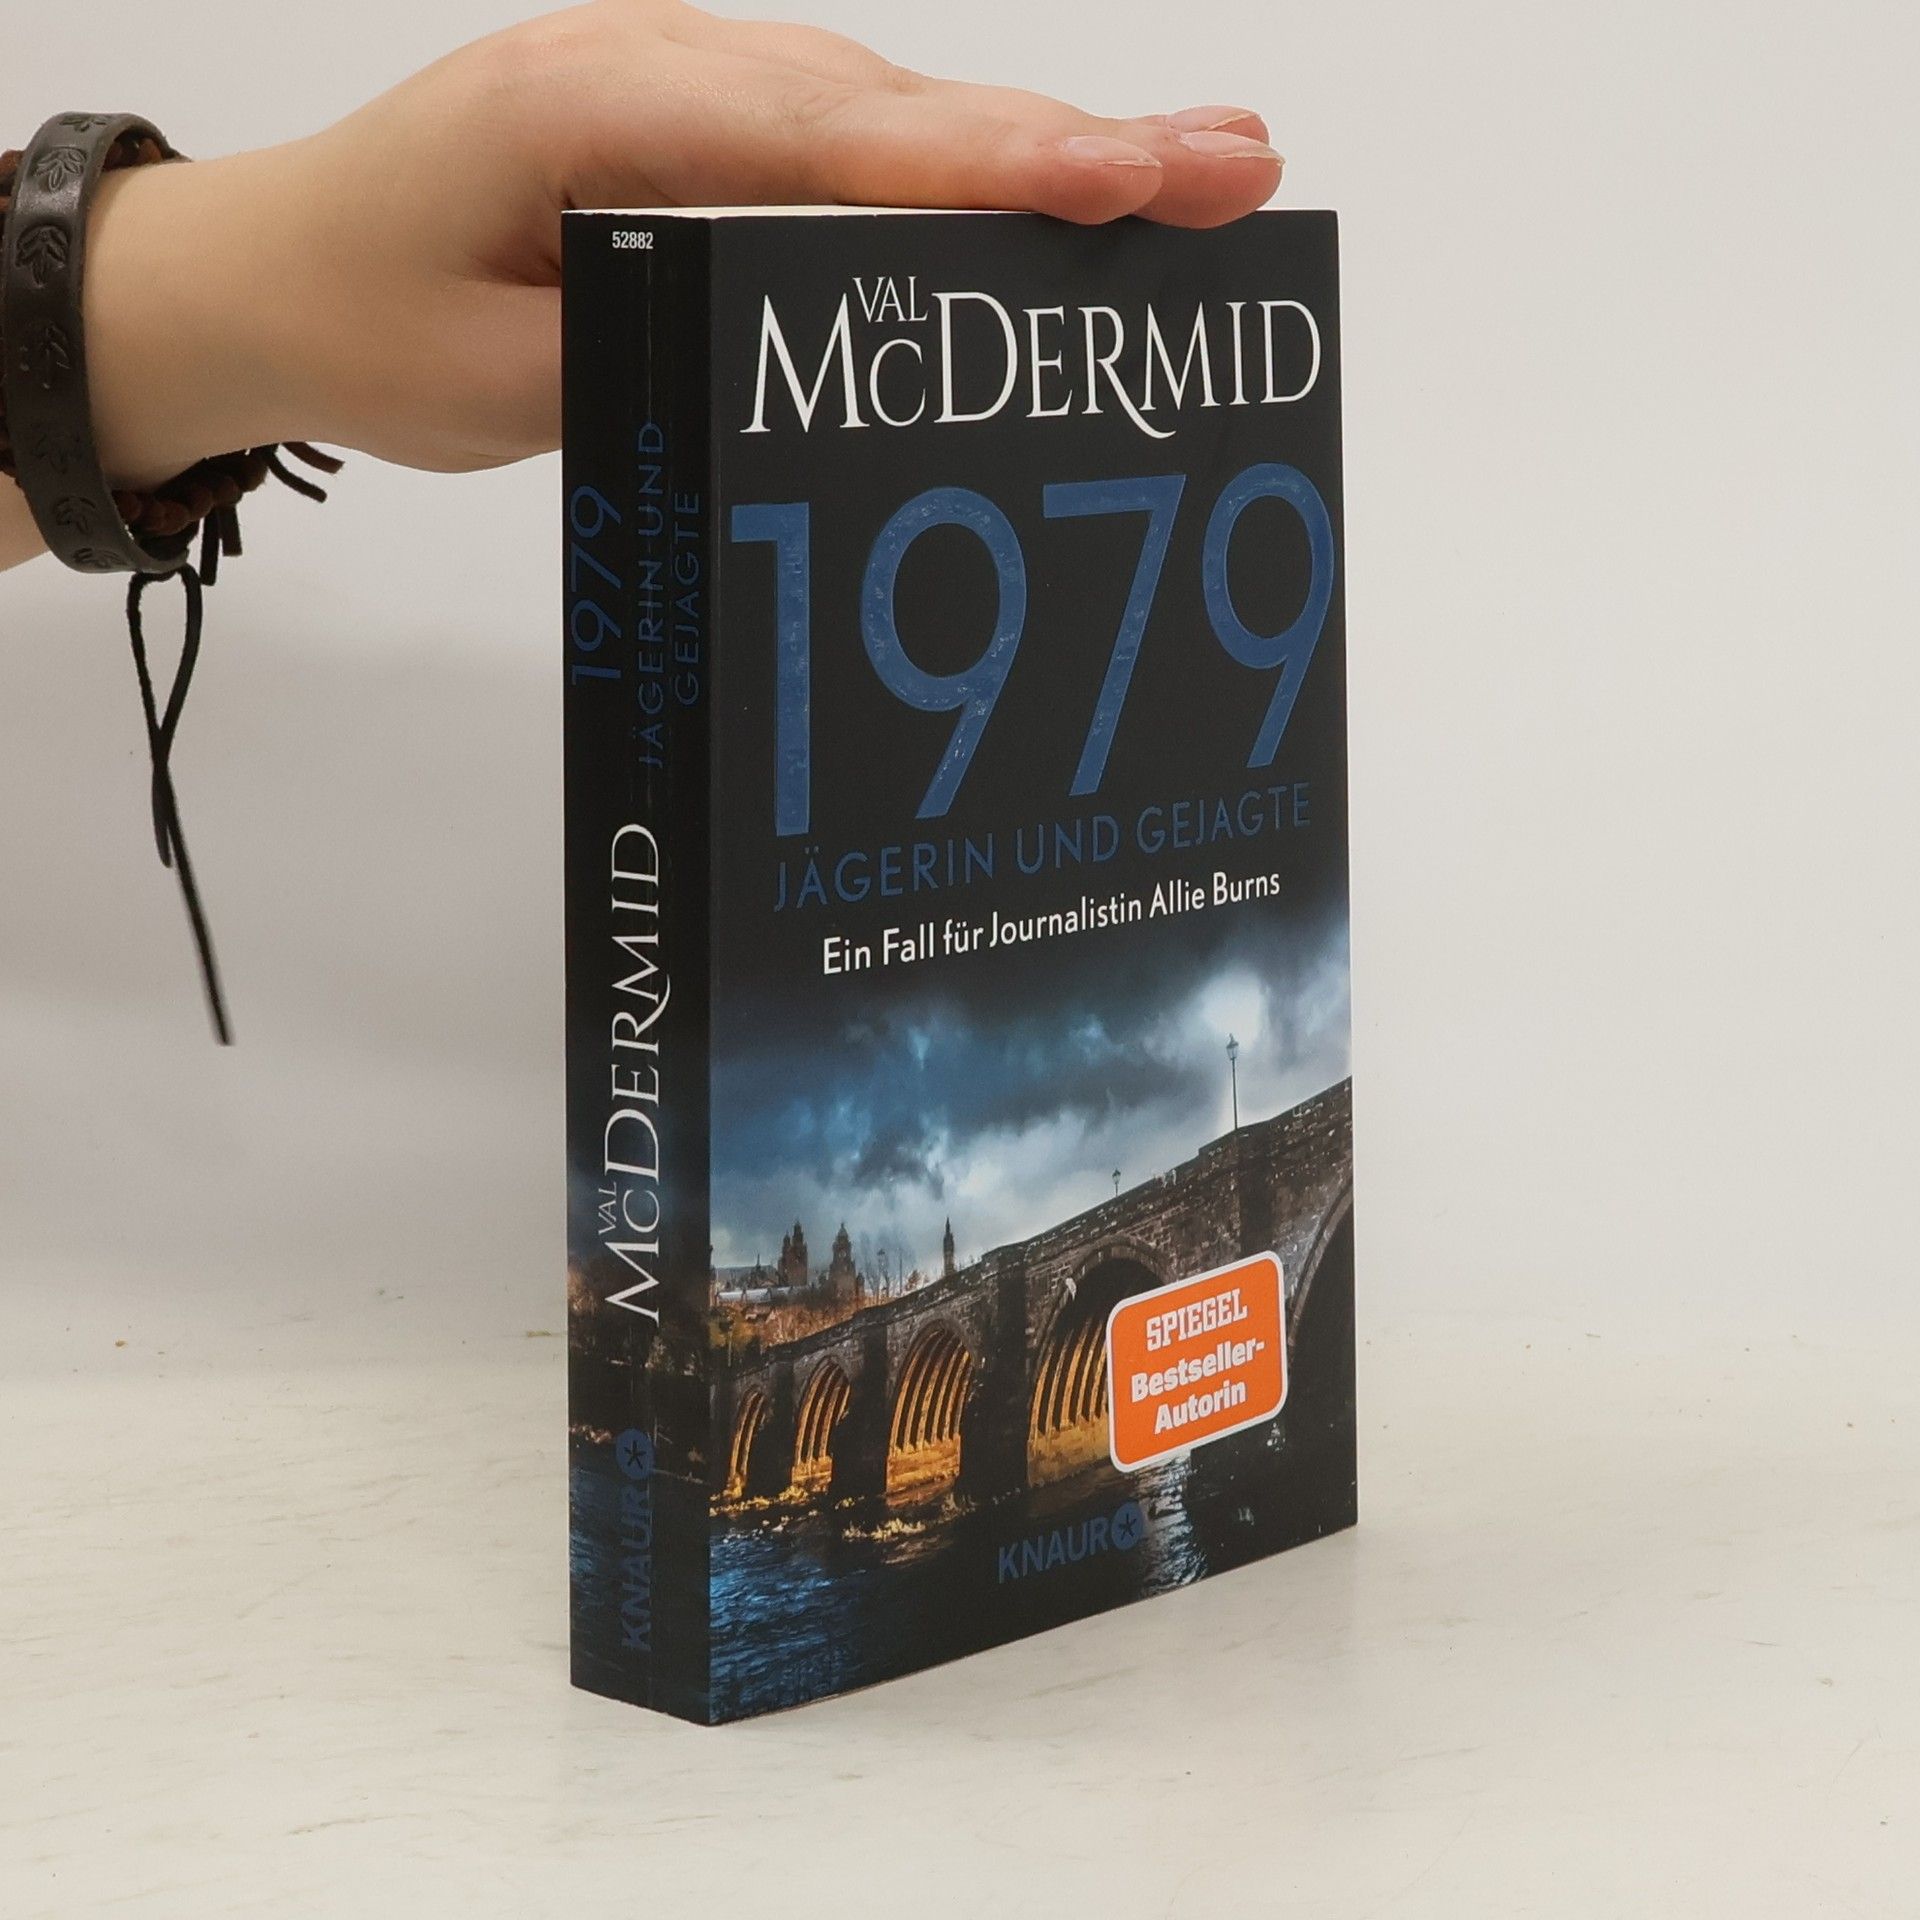 52882
VAL
McDERMID
1979
JÄGERIN UND GEJAGTE
Ein Fall für Journalistin Allie Burns
SPIEGEL
Bestseller-
Autorin
KNAUR
1979
JÄGERIN UND
GEJAGTE
VAL
McDERMID
KNAUR